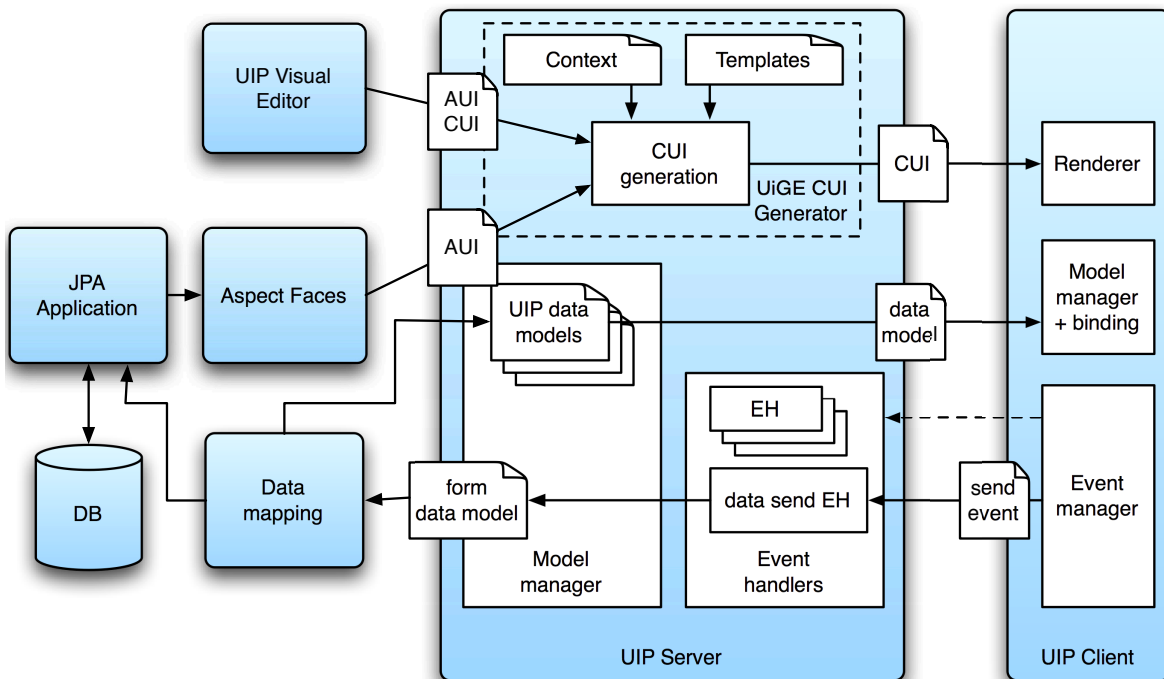 UIP Visual
Editor
AUI
CUI
Context
Templates
CUI
generation
UiGE CUI
Generator
CUI
Renderer
JPA
Application
Aspect Faces
AUI
UIP data
models
data
model
Model
manager
+ binding
DB
Data
mapping
form
data model
Model
manager
EH
data send EH
Event
handlers
send
event
Event
manager
UIP Server
UIP Client